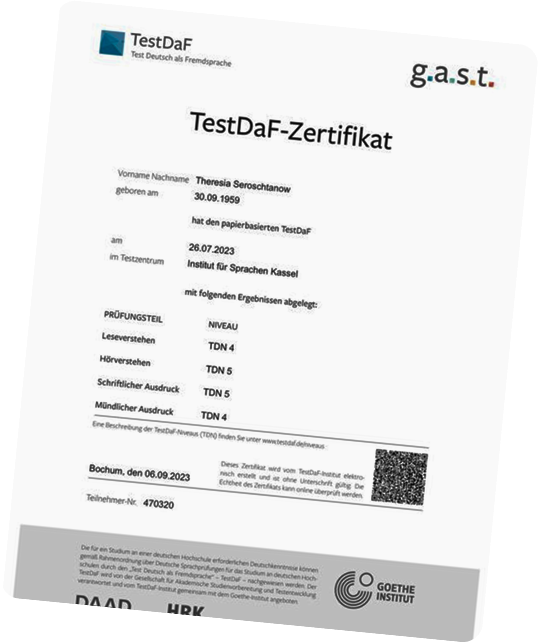 TestDaF
Test Deutsch als Fremdsprache
g.a.s.t.
TestDaF-Zertifikat
Vorname Nachname Theresia Seroschtanow
geboren am 30.09.1959
hat den papierbasierten TestDaF
am 26.07.2023
im Testzentrum Institut für Sprachen Kassel
mit folgenden Ergebnissen abgelegt:
PRÜFUNGSTEIL NIVEAU
Leseverstehen TDN 4
Hörverstehen TDN 5
Schriftlicher Ausdruck TDN 5
Mündlicher Ausdruck TDN 4
Eine Beschreibung der TestDaF-Niveaus (TDN) finden Sie unter www.testdaf.de/niveaus
Bochum, den 06.09.2023
Dieses Zertifikat wird vom TestDaF-Institut elektro-
nisch erstellt und ist ohne Unterschrift gültig. Die
Echtheit des Zertifikats kann online überprüft werden.
Teilnehmer-Nr. 470320
Die für ein Studium an einer deutschen Hochschule erforderlichen Deutschkenntnisse können
gemäß Rahmenordnung über Deutsche Sprachprüfungen für das Studium an deutschen Hoch-
schulen durch den „Test Deutsch als Fremdsprache“ – TestDaF – nachgewiesen werden. Der
TestDaF wird von der Gesellschaft für Akademische Studienvorbereitung und Testentwicklung
verantwortet und vom TestDaF-Institut gemeinsam mit dem Goethe-Institut angeboten.
GOETHE
INSTITUT
DAAD HRK